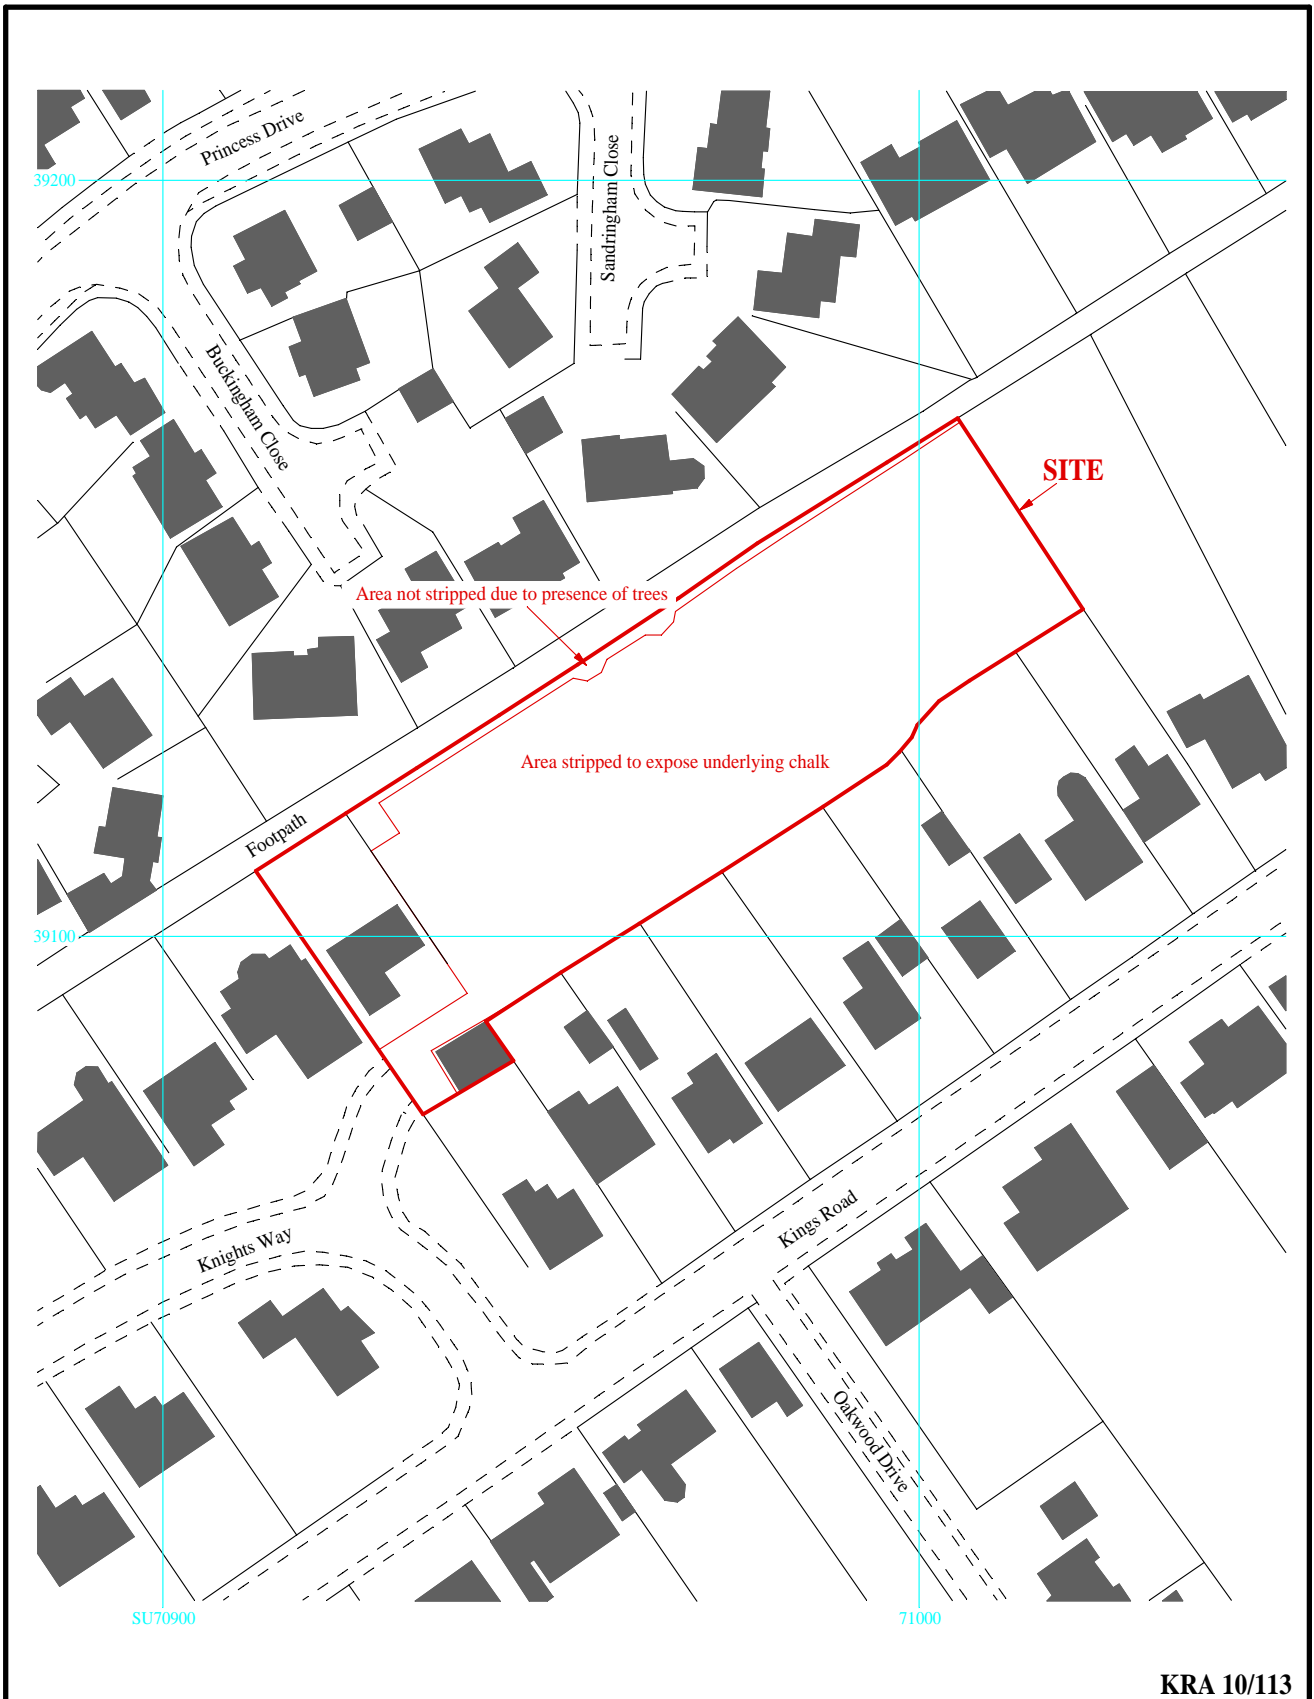 Princess Drive
39200
Sandringham Close
Buckingham Close
SITE
Area not stripped due to presence of trees
Area stripped to expose underlying chalk
Footpath
39100
Kings Road
Knights Way
Oakwood Drive
SU70900
71000
KRA 10/113